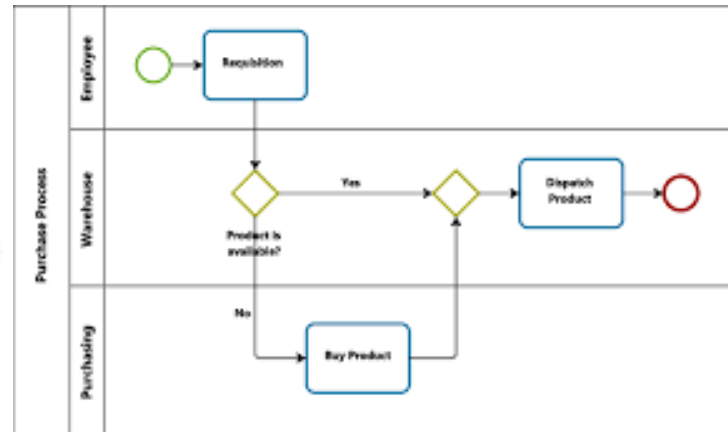 Purchase Process
Employee
Requisition
Warehouse
Yes
Product is
available?
Dispatch
Product
Purchasing
No
Buy Product